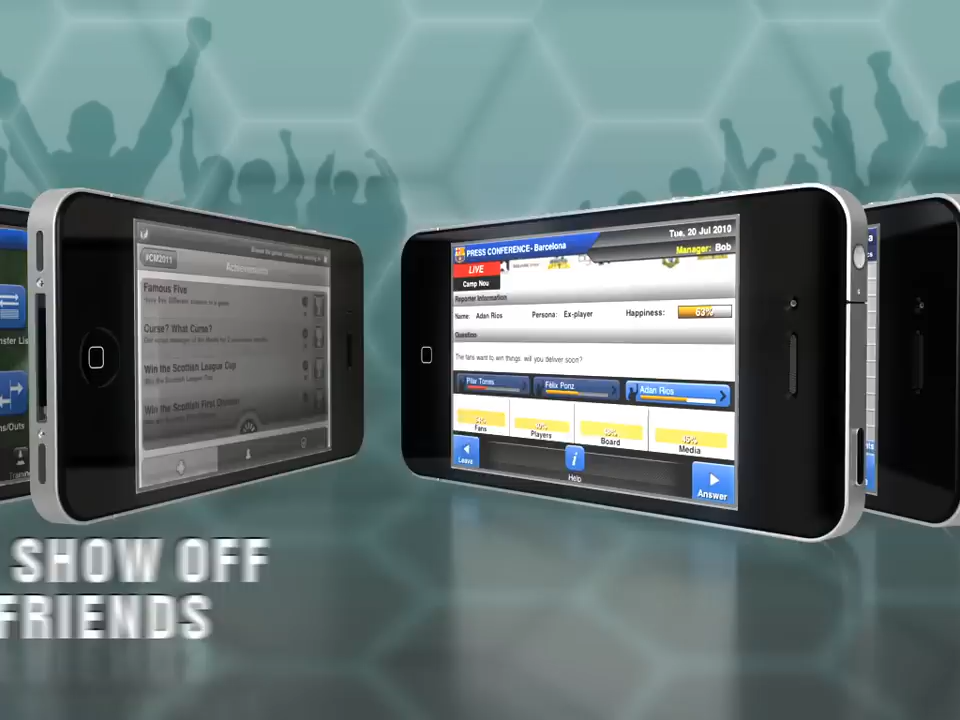 #CM2011
Achievements
Famous Five
Curse? What Curse?
Win the Scottish League Cup
Win the Scottish League Cup
Win the Scottish First Division
PRESS CONFERENCE- Barcelona
Tue, 20 Jul 2010
Manager: Bob
LIVE
Camp Nou
Reporter Information
Name: Adan Rios Persona: Ex-player Happiness: 63%
Question
The fans want to win things. will you deliver soon?
Pilar Torres
Félix Ponz
Adan Rios
Fans
Players
Board
Media
Leave
Help
Answer
SHOW OFF
FRIENDS